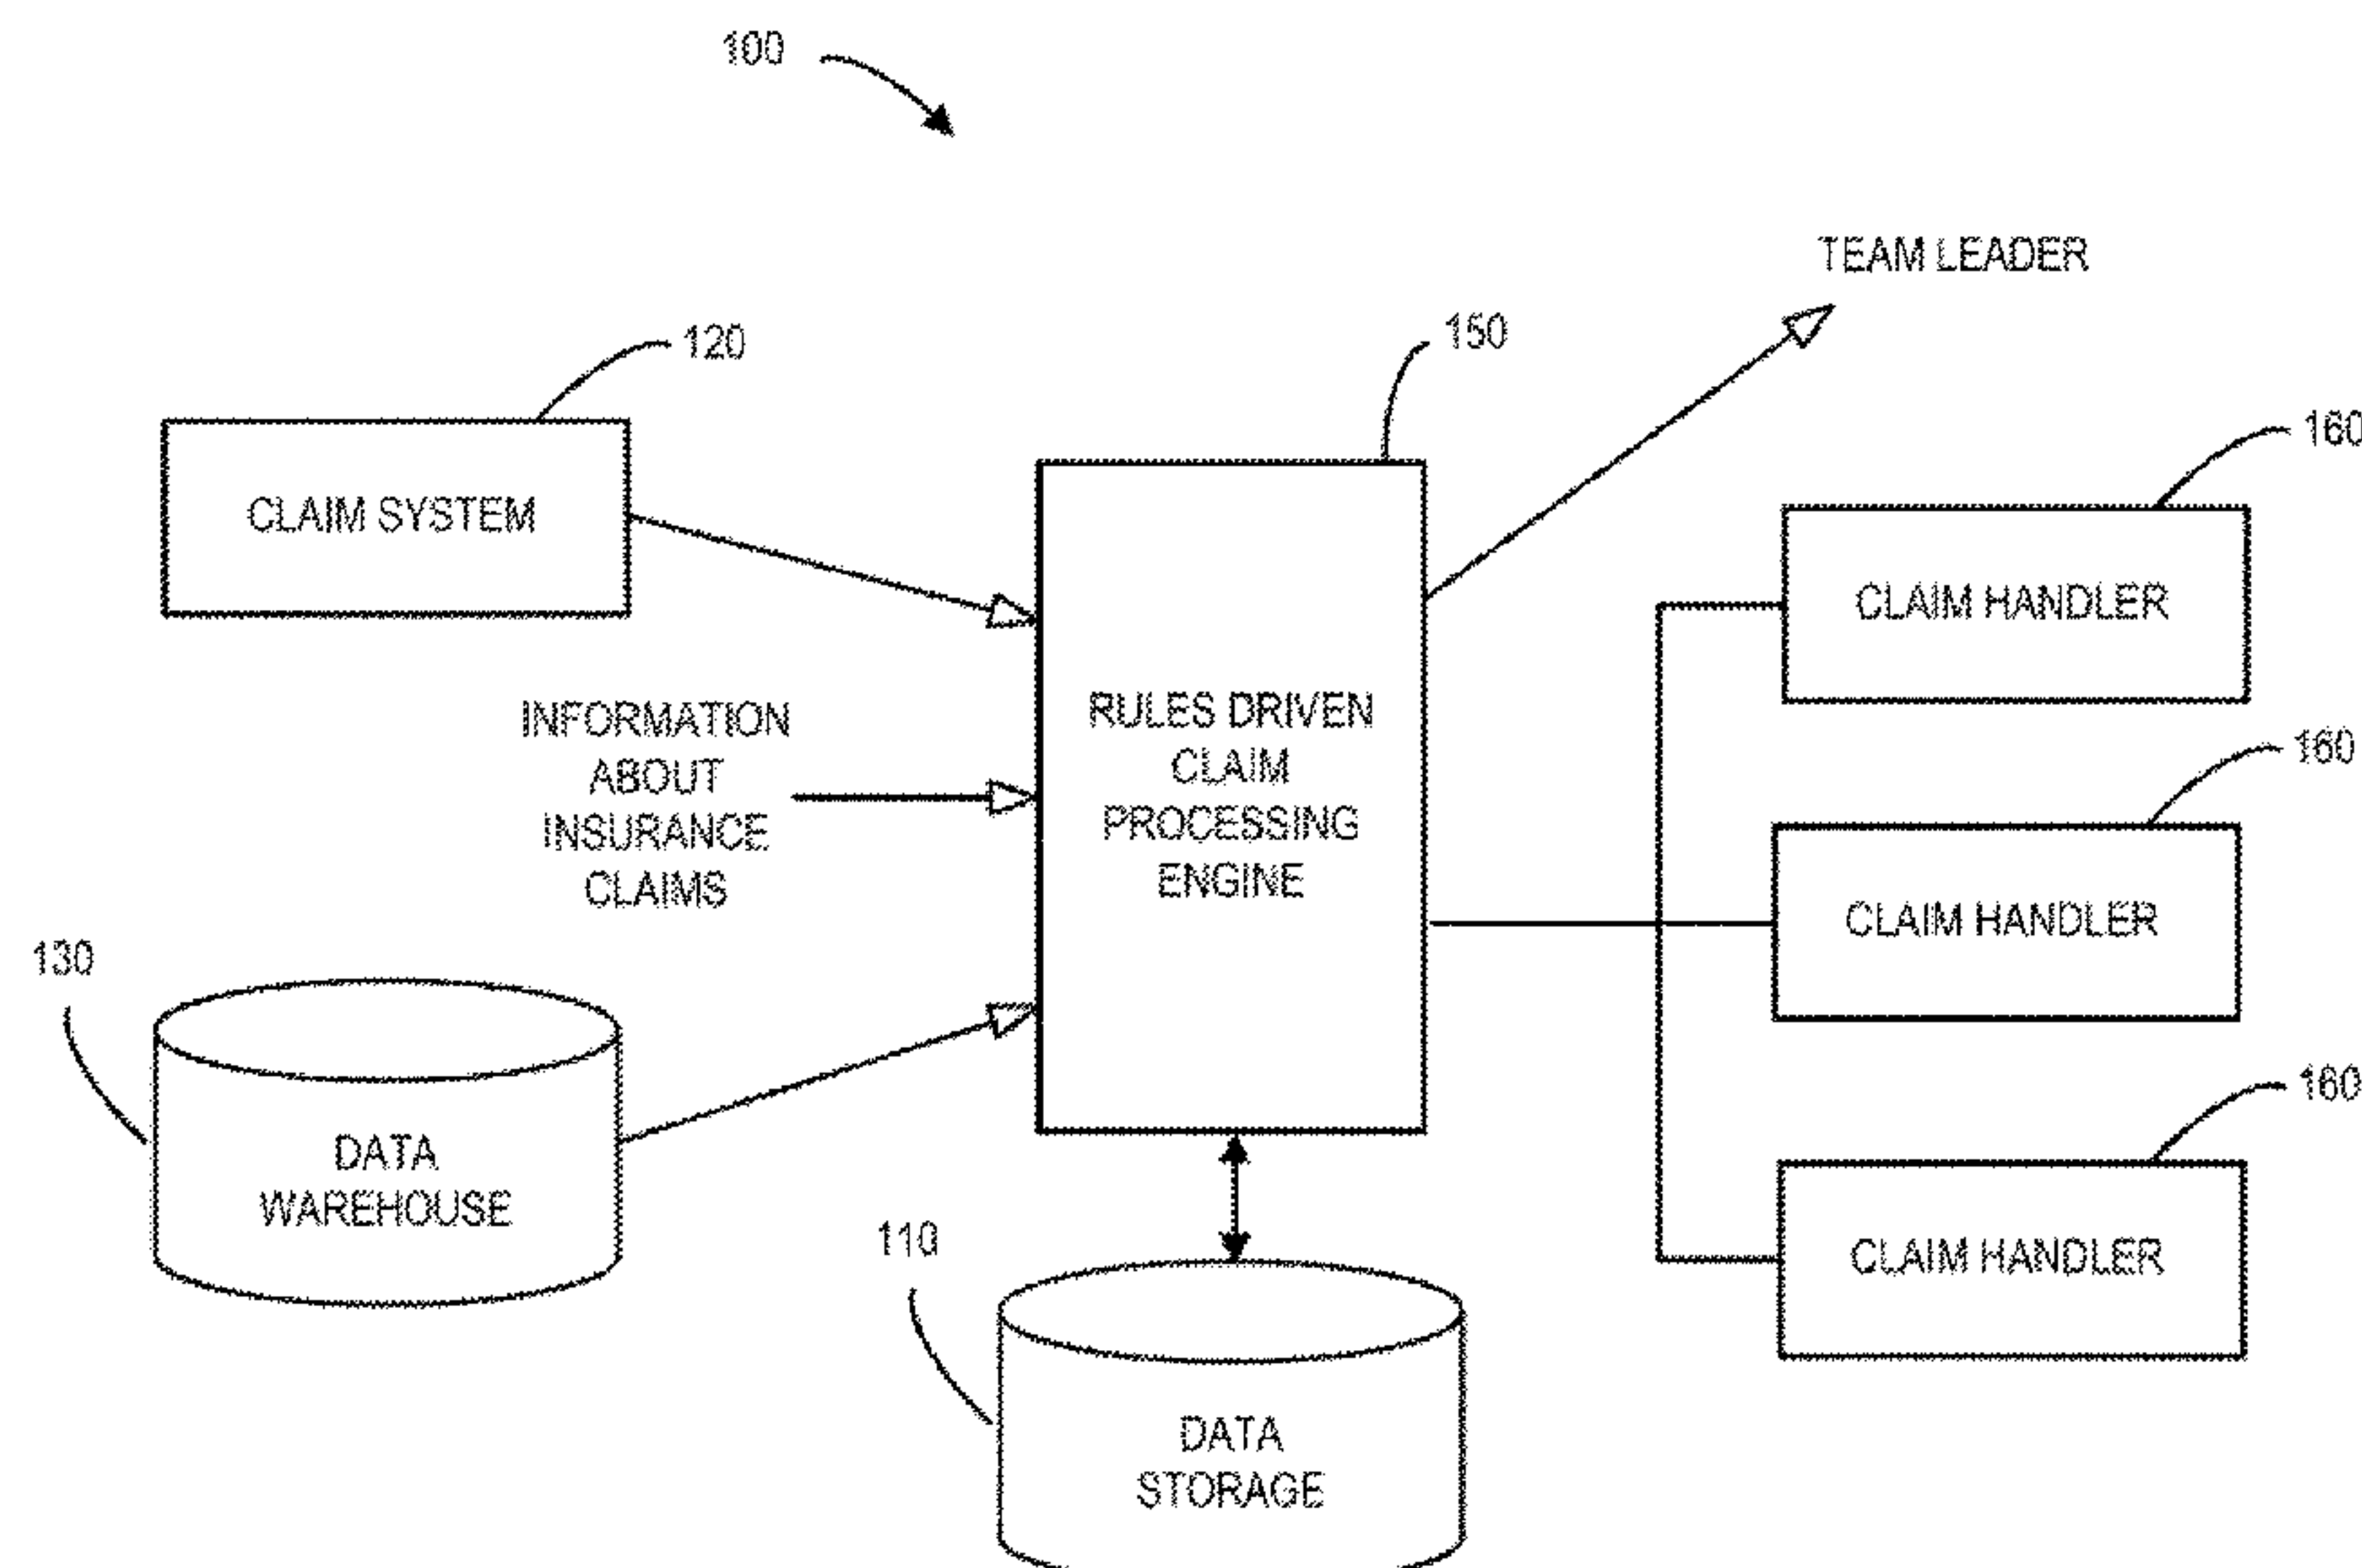 100
TEAM LEADER
120
150
160
CLAIM SYSTEM
CLAIM HANDLER
INFORMATION
ABOUT
INSURANCE
CLAIMS
RULES DRIVEN
CLAIM
PROCESSING
ENGINE
160
CLAIM HANDLER
130
DATA
WAREHOUSE
160
CLAIM HANDLER
110
DATA
STORAGE